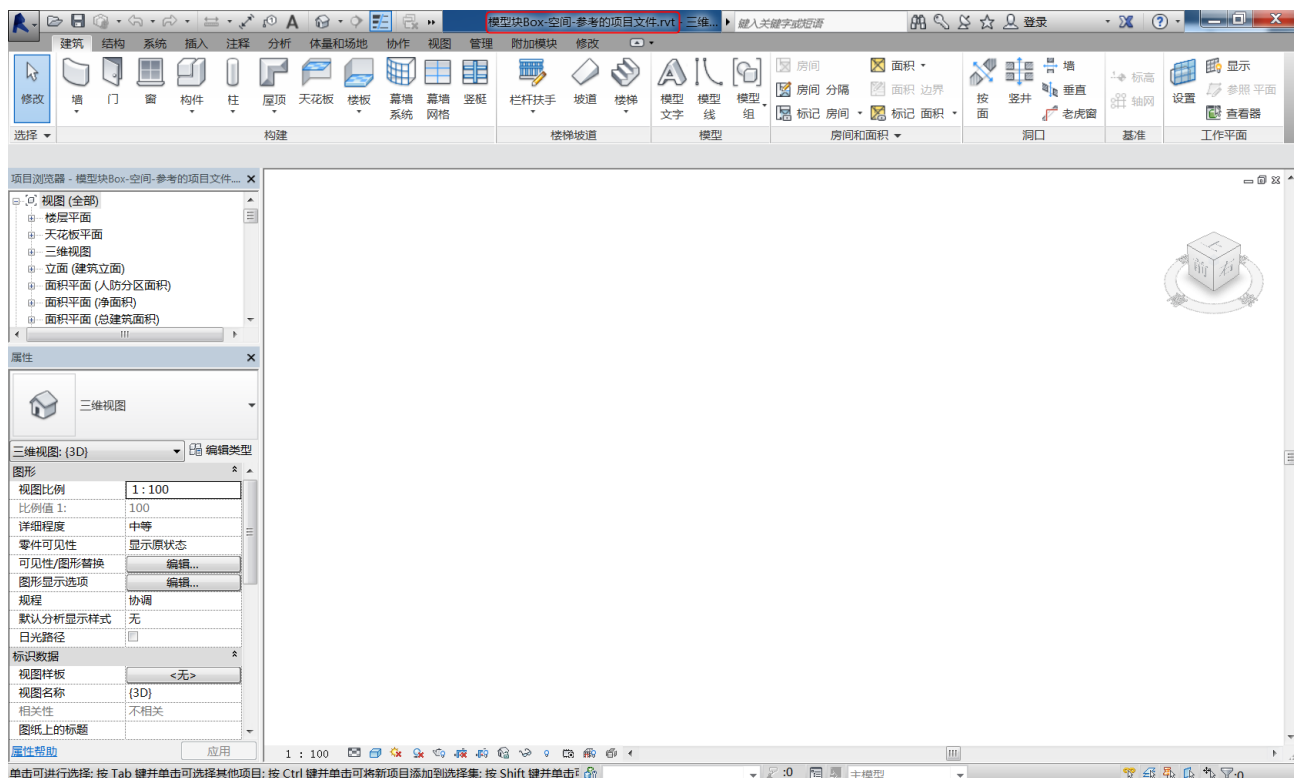 模型块Box-空间-参考的项目文件.rvt - 三维... 键入关键字或短语 登录
建筑 结构 系统 插入 注释 分析 体量和场地 协作 视图 管理 附加模块 修改
修改 墙 门 窗 构件 柱 屋顶 天花板 楼板 幕墙 系统 幕墙 网格 竖梃 栏杆扶手 坡道 楼梯 模型 文字 模型 线 模型 组
房间 面积
房间 分隔 面积 边界
标记 房间 标记 面积
按 面 竖井 墙 垂直 老虎窗
标高 轴网
设置 显示 参照 平面 查看器
选择 构建 楼梯坡道 模型 房间和面积 洞口 基准 工作平面
项目浏览器 - 模型块Box-空间-参考的项目文件....
视图 (全部)
楼层平面
天花板平面
三维视图
立面 (建筑立面)
面积平面 (人防分区面积)
面积平面 (净面积)
面积平面 (总建筑面积)
上
前 右
属性
三维视图
三维视图: {3D} 编辑类型
图形
视图比例 1 : 100
比例值 1: 100
详细程度 中等
零件可见性 显示原状态
可见性/图形替换 编辑...
图形显示选项 编辑...
规程 协调
默认分析显示样式 无
日光路径
标识数据
视图样板 <无>
视图名称 {3D}
相关性 不相关
图纸上的标题
属性帮助 应用
1 : 100
单击可进行选择; 按 Tab 键并单击可选择其他项目; 按 Ctrl 键并单击可将新项目添加到选择集; 按 Shift 键并单击 :0 主模型 :0